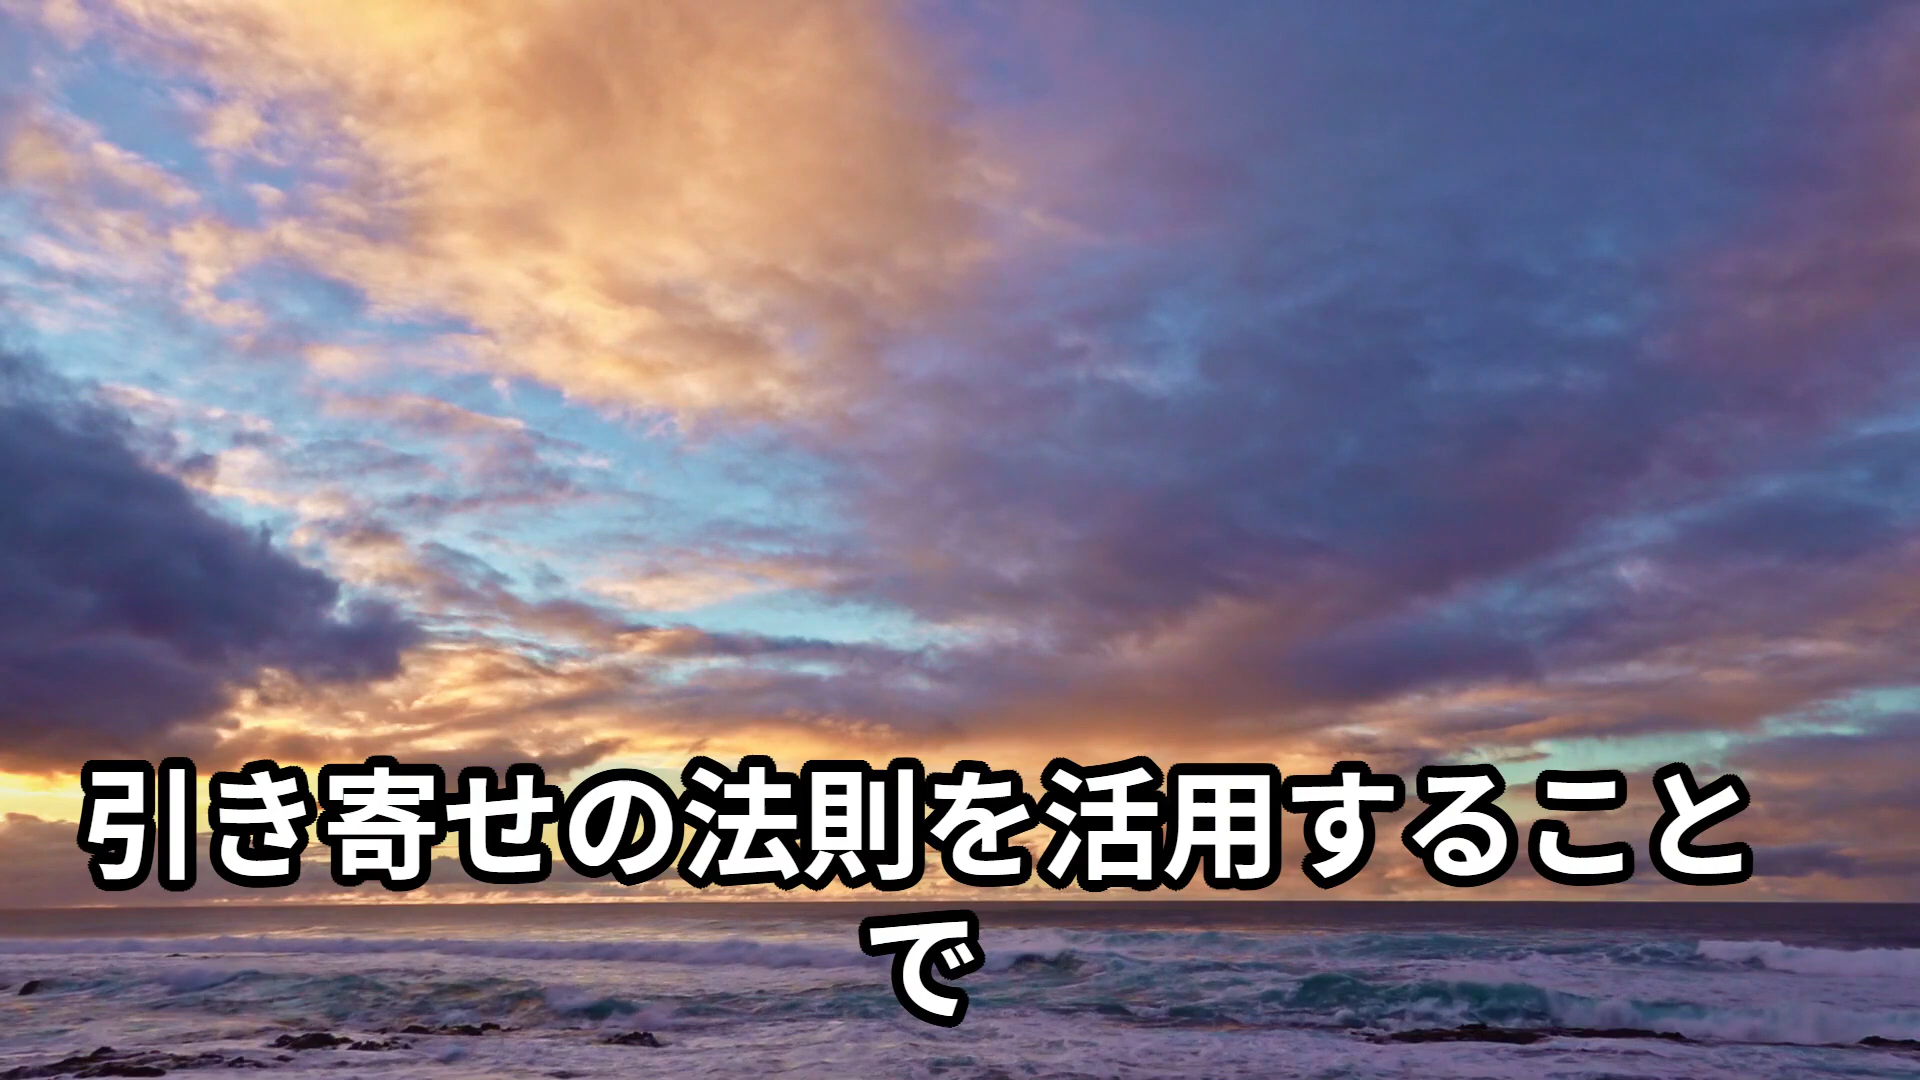 引き寄せの法則を活用すること
で